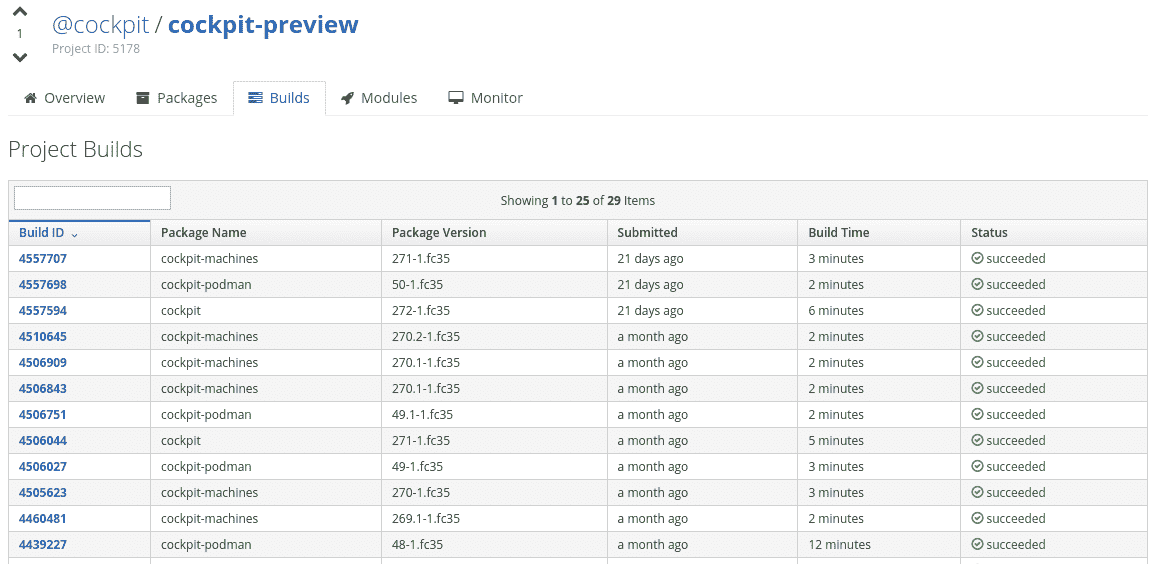 @cockpit / cockpit-preview
1
Project ID: 5178
Overview Packages Builds Modules Monitor
Project Builds
Showing 1 to 25 of 29 Items
Build ID Package Name Package Version Submitted Build Time Status
4557707 cockpit-machines 271-1.fc35 21 days ago 3 minutes succeeded
4557698 cockpit-podman 50-1.fc35 21 days ago 2 minutes succeeded
4557594 cockpit 272-1.fc35 21 days ago 6 minutes succeeded
4510645 cockpit-machines 270.2-1.fc35 a month ago 2 minutes succeeded
4506909 cockpit-machines 270.1-1.fc35 a month ago 2 minutes succeeded
4506843 cockpit-machines 270.1-1.fc35 a month ago 2 minutes succeeded
4506751 cockpit-podman 49.1-1.fc35 a month ago 2 minutes succeeded
4506044 cockpit 271-1.fc35 a month ago 5 minutes succeeded
4506027 cockpit-podman 49-1.fc35 a month ago 3 minutes succeeded
4505623 cockpit-machines 270-1.fc35 a month ago 3 minutes succeeded
4460481 cockpit-machines 269.1-1.fc35 a month ago 2 minutes succeeded
4439227 cockpit-podman 48-1.fc35 a month ago 12 minutes succeeded